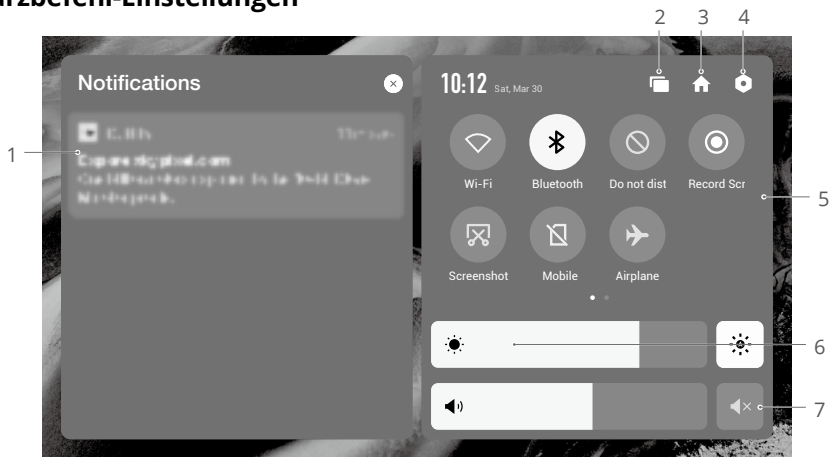 rzbefehl-Einstellungen
2 3 4
Notifications
10:12 Sat, Mar 30
1
Wi-Fi Bluetooth Do not dist Record Scr
5
Screenshot Mobile Airplane
6
7